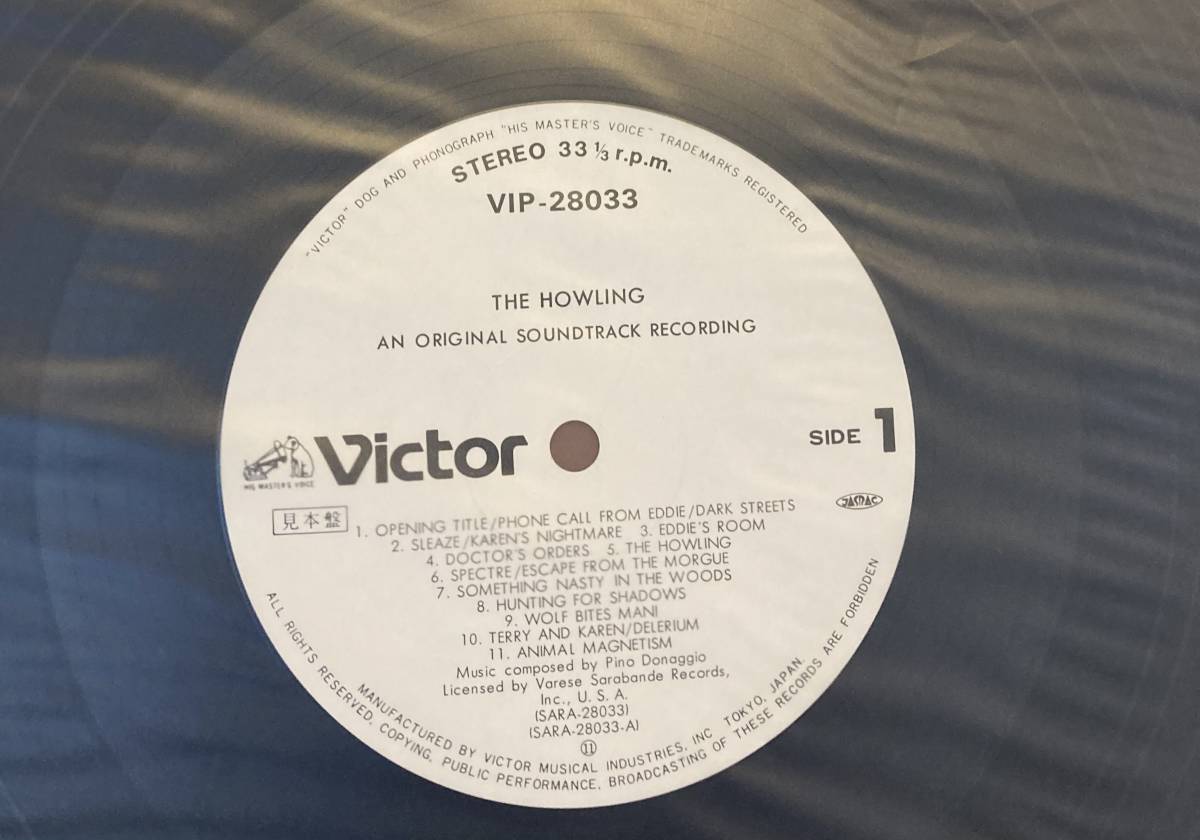 "VICTOR" DOG AND PHONOGRAPH "HIS MASTER'S VOICE" TRADEMARKS REGISTERED
STEREO 33 ⅓ r.p.m.
VIP-28033
THE HOWLING
AN ORIGINAL SOUNDTRACK RECORDING
HIS MASTER'S VOICE
Victor
SIDE 1
見本盤
JASRAC
1. OPENING TITLE/PHONE CALL FROM EDDIE/DARK STREETS
2. SLEAZE/KAREN'S NIGHTMARE 3. EDDIE'S ROOM
4. DOCTOR'S ORDERS 5. THE HOWLING
6. SPECTRE/ESCAPE FROM THE MORGUE
7. SOMETHING NASTY IN THE WOODS
8. HUNTING FOR SHADOWS
9. WOLF BITES MAN!
10. TERRY AND KAREN/DELERIUM
11. ANIMAL MAGNETISM
Music composed by Pino Donaggio
Licensed by Varese Sarabande Records,
Inc., U. S. A.
(SARA-28033)
(SARA-28033-A)
⑪
MANUFACTURED BY VICTOR MUSICAL INDUSTRIES, INC. TOKYO, JAPAN.
ALL RIGHTS RESERVED. COPYING, PUBLIC PERFORMANCE, BROADCASTING OF THESE RECORDS ARE FORBIDDEN